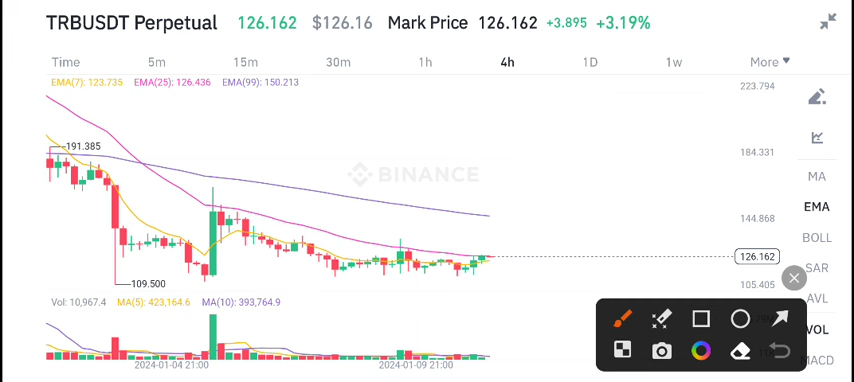 TRBUSDT Perpetual 126.162 $126.16 Mark Price 126.162 +3.895 +3.19%
Time 5m 15m 30m 1h 4h 1D 1w More
EMA(7): 123.735 EMA(25): 126.436 EMA(99): 150.213
223.794
191.385
184.331
BINANCE
MA
EMA
144.868
BOLL
126.162
SAR
109.500
105.405
AVL
Vol: 10,967.4 MA(5): 423,164.6 MA(10): 393,764.9
VOL
MACD
2024-01-04 21:00 2024-01-09 21:00